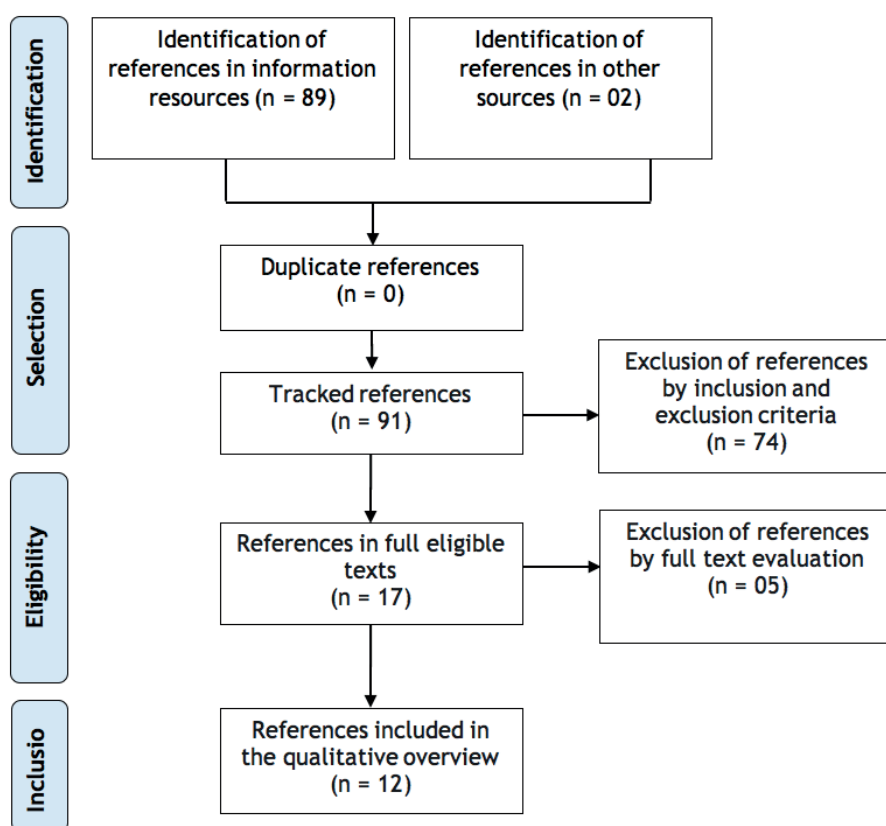 Identification
Identification of
references in information
resources (n = 89)
Identification of
references in other
sources (n = 02)
Selection
Duplicate references
(n = 0)
Tracked references
(n = 91)
Exclusion of references
by inclusion and
exclusion criteria
(n = 74)
Eligibility
References in full eligible
texts
(n = 17)
Exclusion of references
by full text evaluation
(n = 05)
Inclusio
References included in
the qualitative overview
(n = 12)